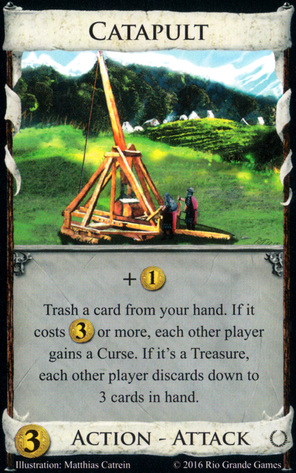 CATAPULT
+ 1
Trash a card from your hand. If it
costs 3 or more, each other player
gains a Curse. If it's a Treasure,
each other player discards down to
3 cards in hand.
3 ACTION - ATTACK
Illustration: Matthias Catrein © 2016 Rio Grande Games